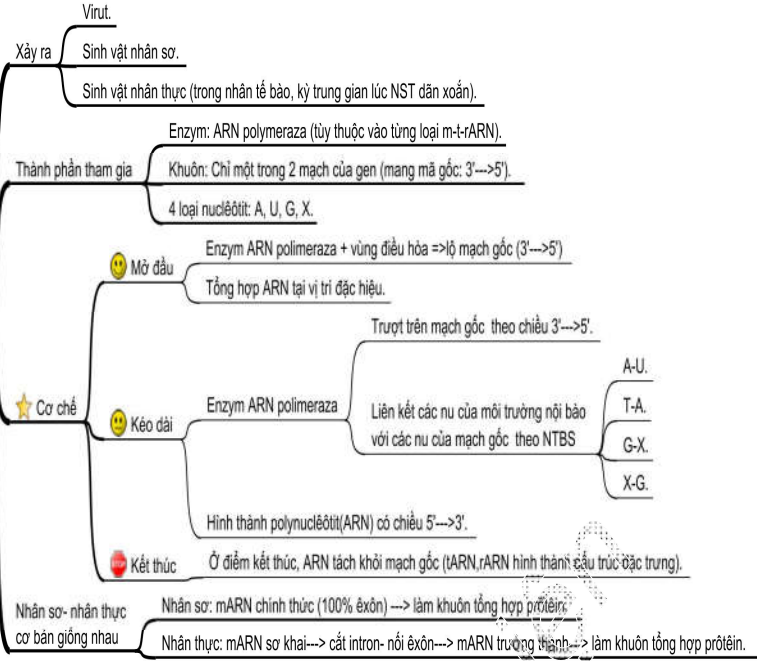 Virut.
Xảy ra
Sinh vật nhân sơ.
Sinh vật nhân thực (trong nhân tế bào, kỳ trung gian lúc NST dãn xoắn).
Enzym: ARN polymeraza (tùy thuộc vào từng loại m-t-rARN).
Thành phần tham gia
Khuôn: Chỉ một trong 2 mạch của gen (mang mã gốc: 3'--->5').
4 loại nuclêôtit: A, U, G, X.
Mở đầu
Enzym ARN polimeraza + vùng điều hòa =>lộ mạch gốc (3'--->5')
Tổng hợp ARN tại vị trí đặc hiệu.
Cơ chế
Kéo dài
Enzym ARN polimeraza
Trượt trên mạch gốc theo chiều 3'--->5'.
Liên kết các nu của môi trường nội bào
với các nu của mạch gốc theo NTBS
A-U.
T-A.
G-X.
X-G.
Hình thành polynuclêôtit(ARN) có chiều 5'--->3'.
Kết thúc
Ở điểm kết thúc, ARN tách khỏi mạch gốc (tARN,rARN hình thành cấu trúc đặc trưng).
Nhân sơ- nhân thực
cơ bản giống nhau
Nhân sơ: mARN chính thức (100% êxôn) ---> làm khuôn tổng hợp prôtêin.
Nhân thực: mARN sơ khai---> cắt intron- nối êxôn---> mARN trưởng thành---> làm khuôn tổng hợp prôtêin.